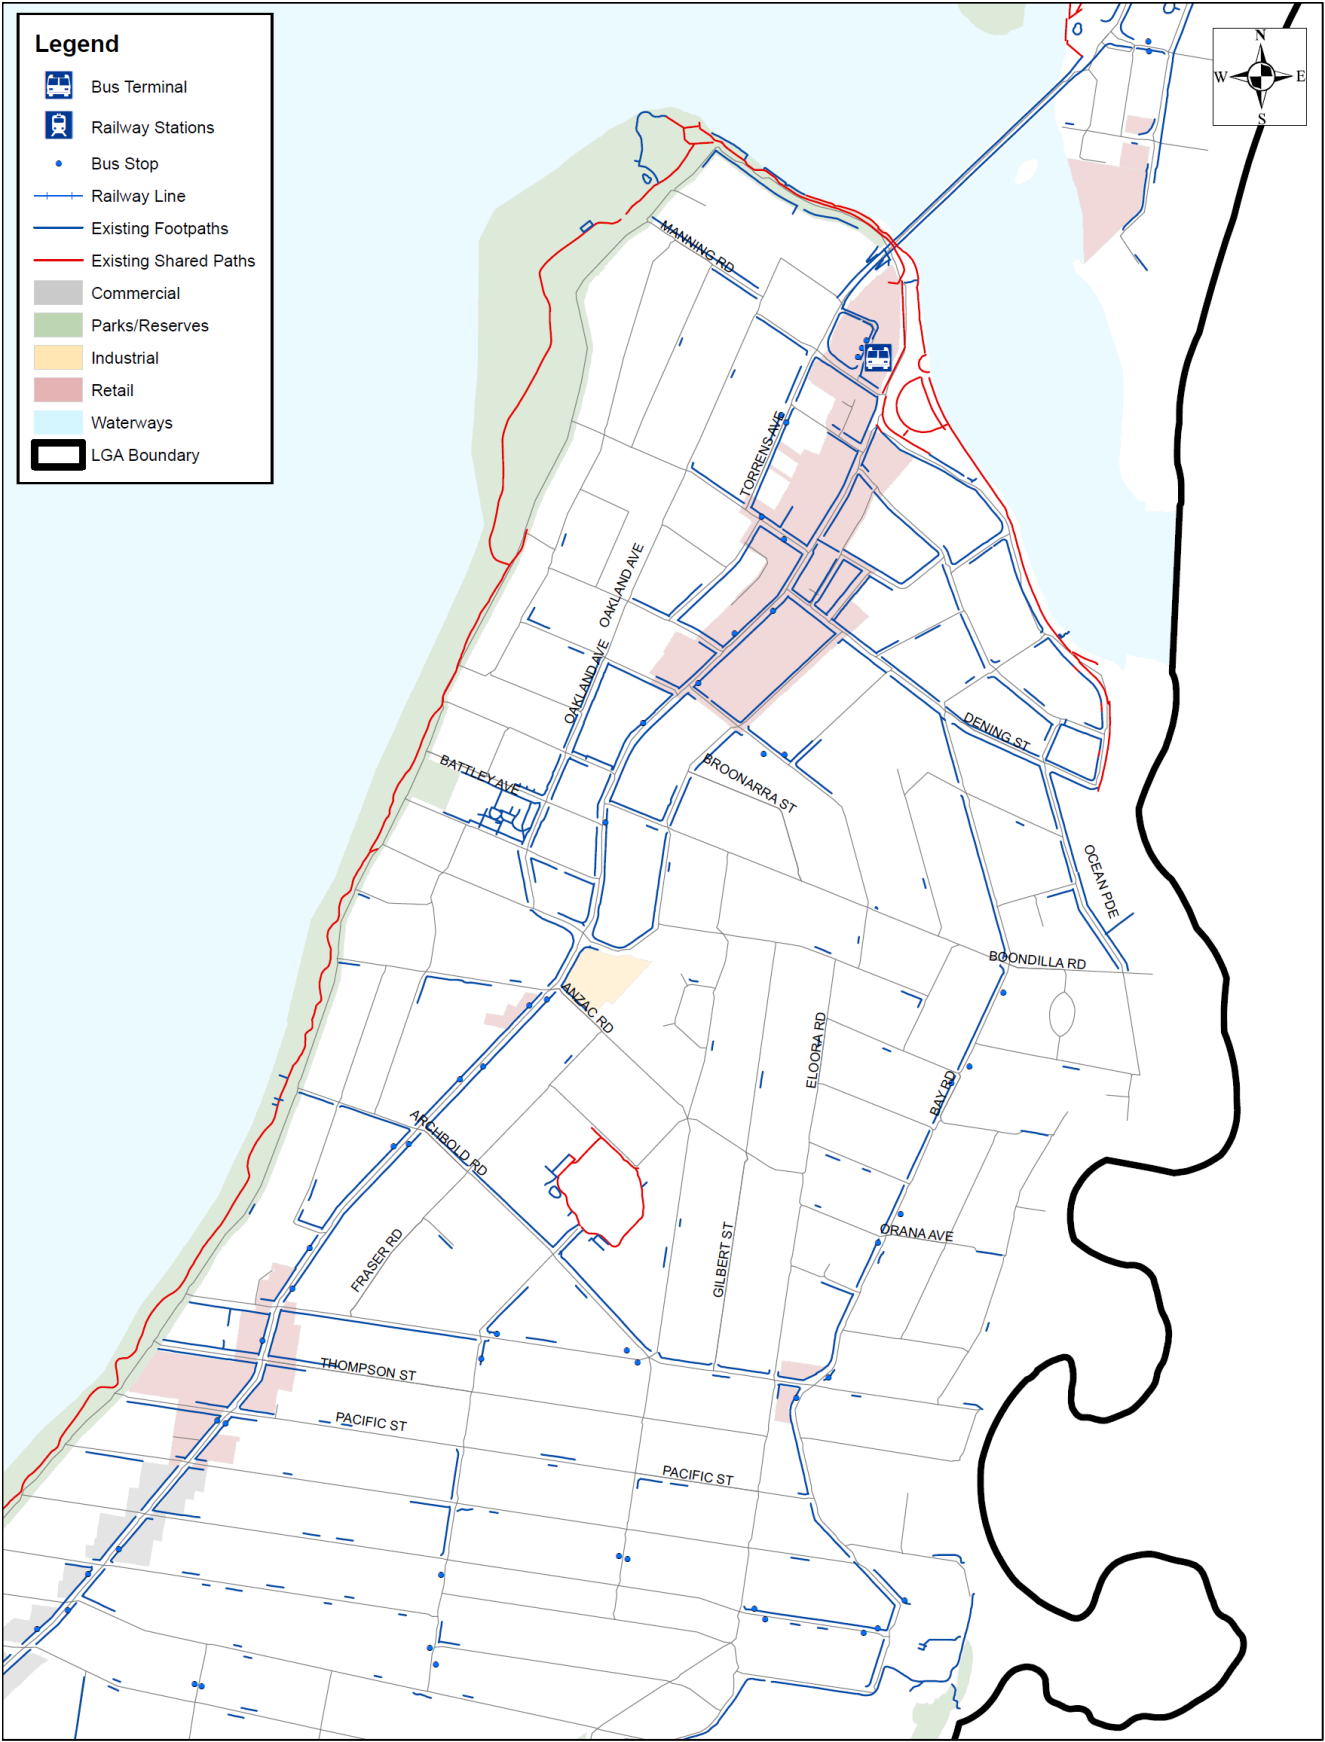 Legend
Bus Terminal
Railway Stations
Bus Stop
Railway Line
Existing Footpaths
Existing Shared Paths
Commercial
Parks/Reserves
Industrial
Retail
Waterways
LGA Boundary
N
W E
S
MANNING RD
TORRENS AVE
OAKLAND AVE
OAKLAND AVE
DENING ST
BATTLEY AVE
BROONARRA ST
OCEAN PDE
BOONDILLA RD
ANZAC RD
ELOORA RD
BAY RD
ARCHBOLD RD
ORANA AVE
FRASER RD
GILBERT ST
THOMPSON ST
PACIFIC ST
PACIFIC ST